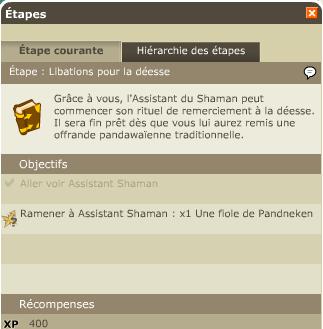 Étapes
Étape courante
Hiérarchie des étapes
Étape : Libations pour la déesse
Grâce à vous, l'Assistant du Shaman peut
commencer son rituel de remerciement à la déesse.
Il sera fin prêt dès que vous lui aurez remis une
offrande pandawaïenne traditionnelle.
Objectifs
Aller voir Assistant Shaman
Ramener à Assistant Shaman : x1 Une fiole de Pandneken
Récompenses
XP 400